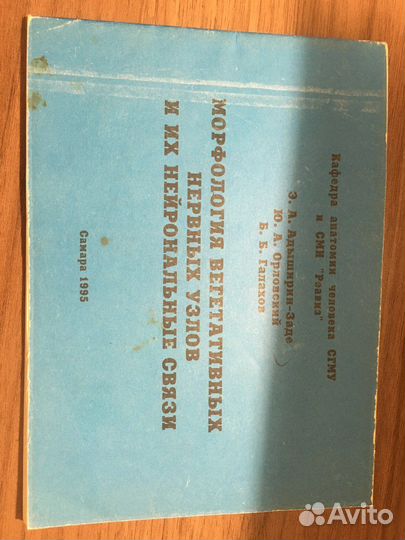 Кафедра анатомии человека СГМУ
и СМИ "Реавиз"
Э. А. Адыширин-Заде
Ю. А. Орловский
Б. Б. Галахов
МОРФОЛОГИЯ ВЕГЕТАТИВНЫХ
НЕРВНЫХ УЗЛОВ
И ИХ НЕЙРОНАЛЬНЫЕ СВЯЗИ
Самара 1995
Avito